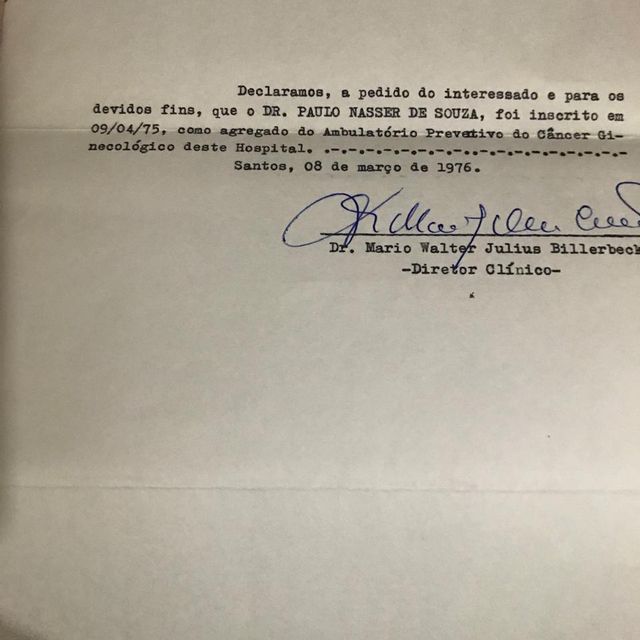 Declaramos, a pedido do interessado e para os
devidos fins, que o DR. PAULO NASSER DE SOUZA, foi inscrito em
09/04/75, como agregado do Ambulatório Prevetivo do Câncer Gi-
necológico deste Hospital. .-.-.-.-.-.-.-.-.-.-.-.-.-.-.-.-.-.-
Santos, 08 de março de 1976.
Dr. Mario Walter Julius Billerbeck
-Diretor Clínico-